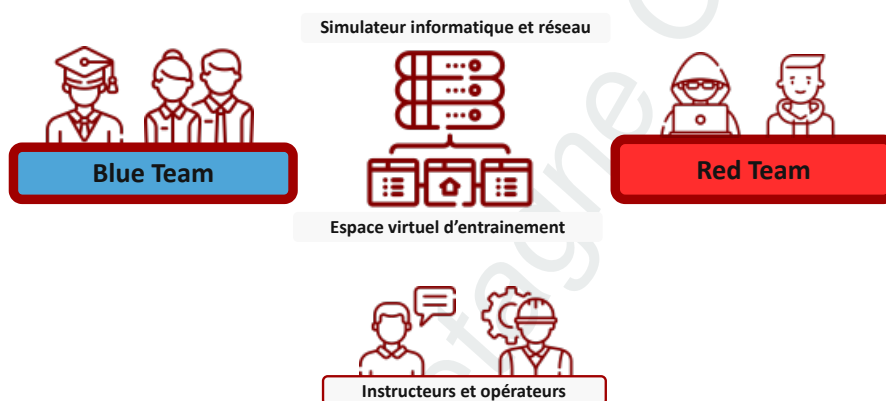 Simulateur informatique et réseau
Blue Team
Red Team
Espace virtuel d'entrainement
Instructeurs et opérateurs